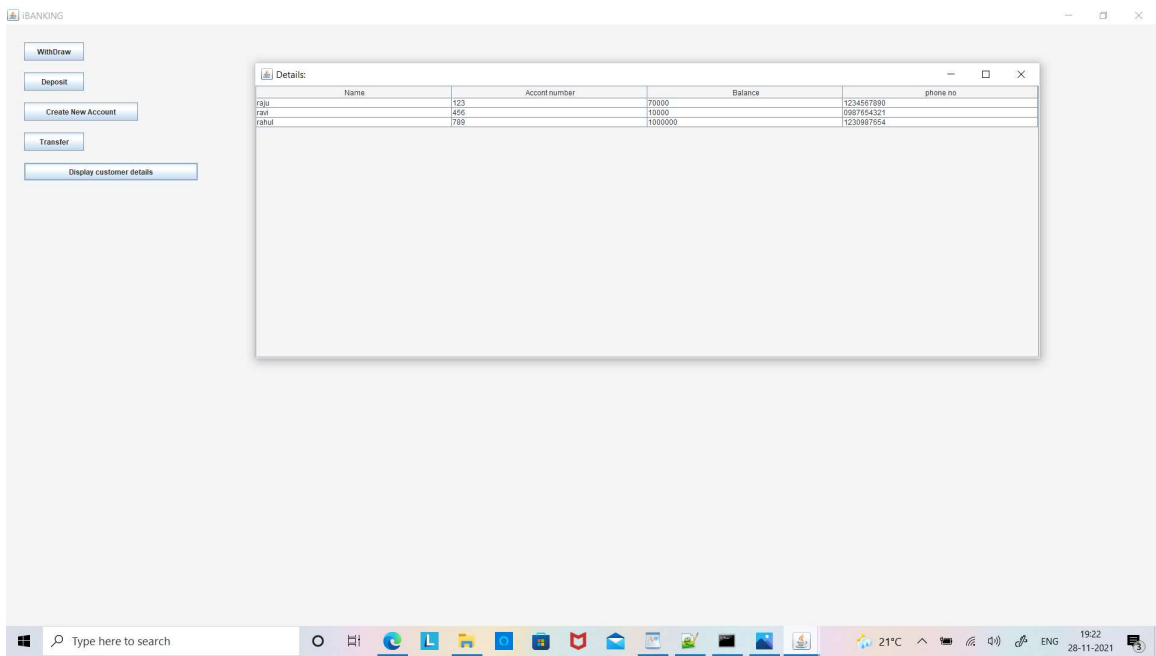 iBANKING
WithDraw
Deposit
Create New Account
Transfer
Display customer details
Details:
Name Accont number Balance phone no
raju 123 70000 1234567890
ravi 456 10000 0987654321
rahul 789 1000000 1230987654
Type here to search
L
21°C
ENG
19:22
28-11-2021
3